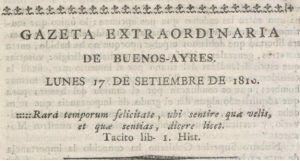 GAZETA EXTRAORDINARIA
DE BUENOS-AYRES.
LUNES 17 DE SETIEMBRE DE 1810.
:::::Rara temporum felicitate, ubi sentire quæ velis,
et quæ sentias, dicere licet.
Tacito lib- 1. Hist.